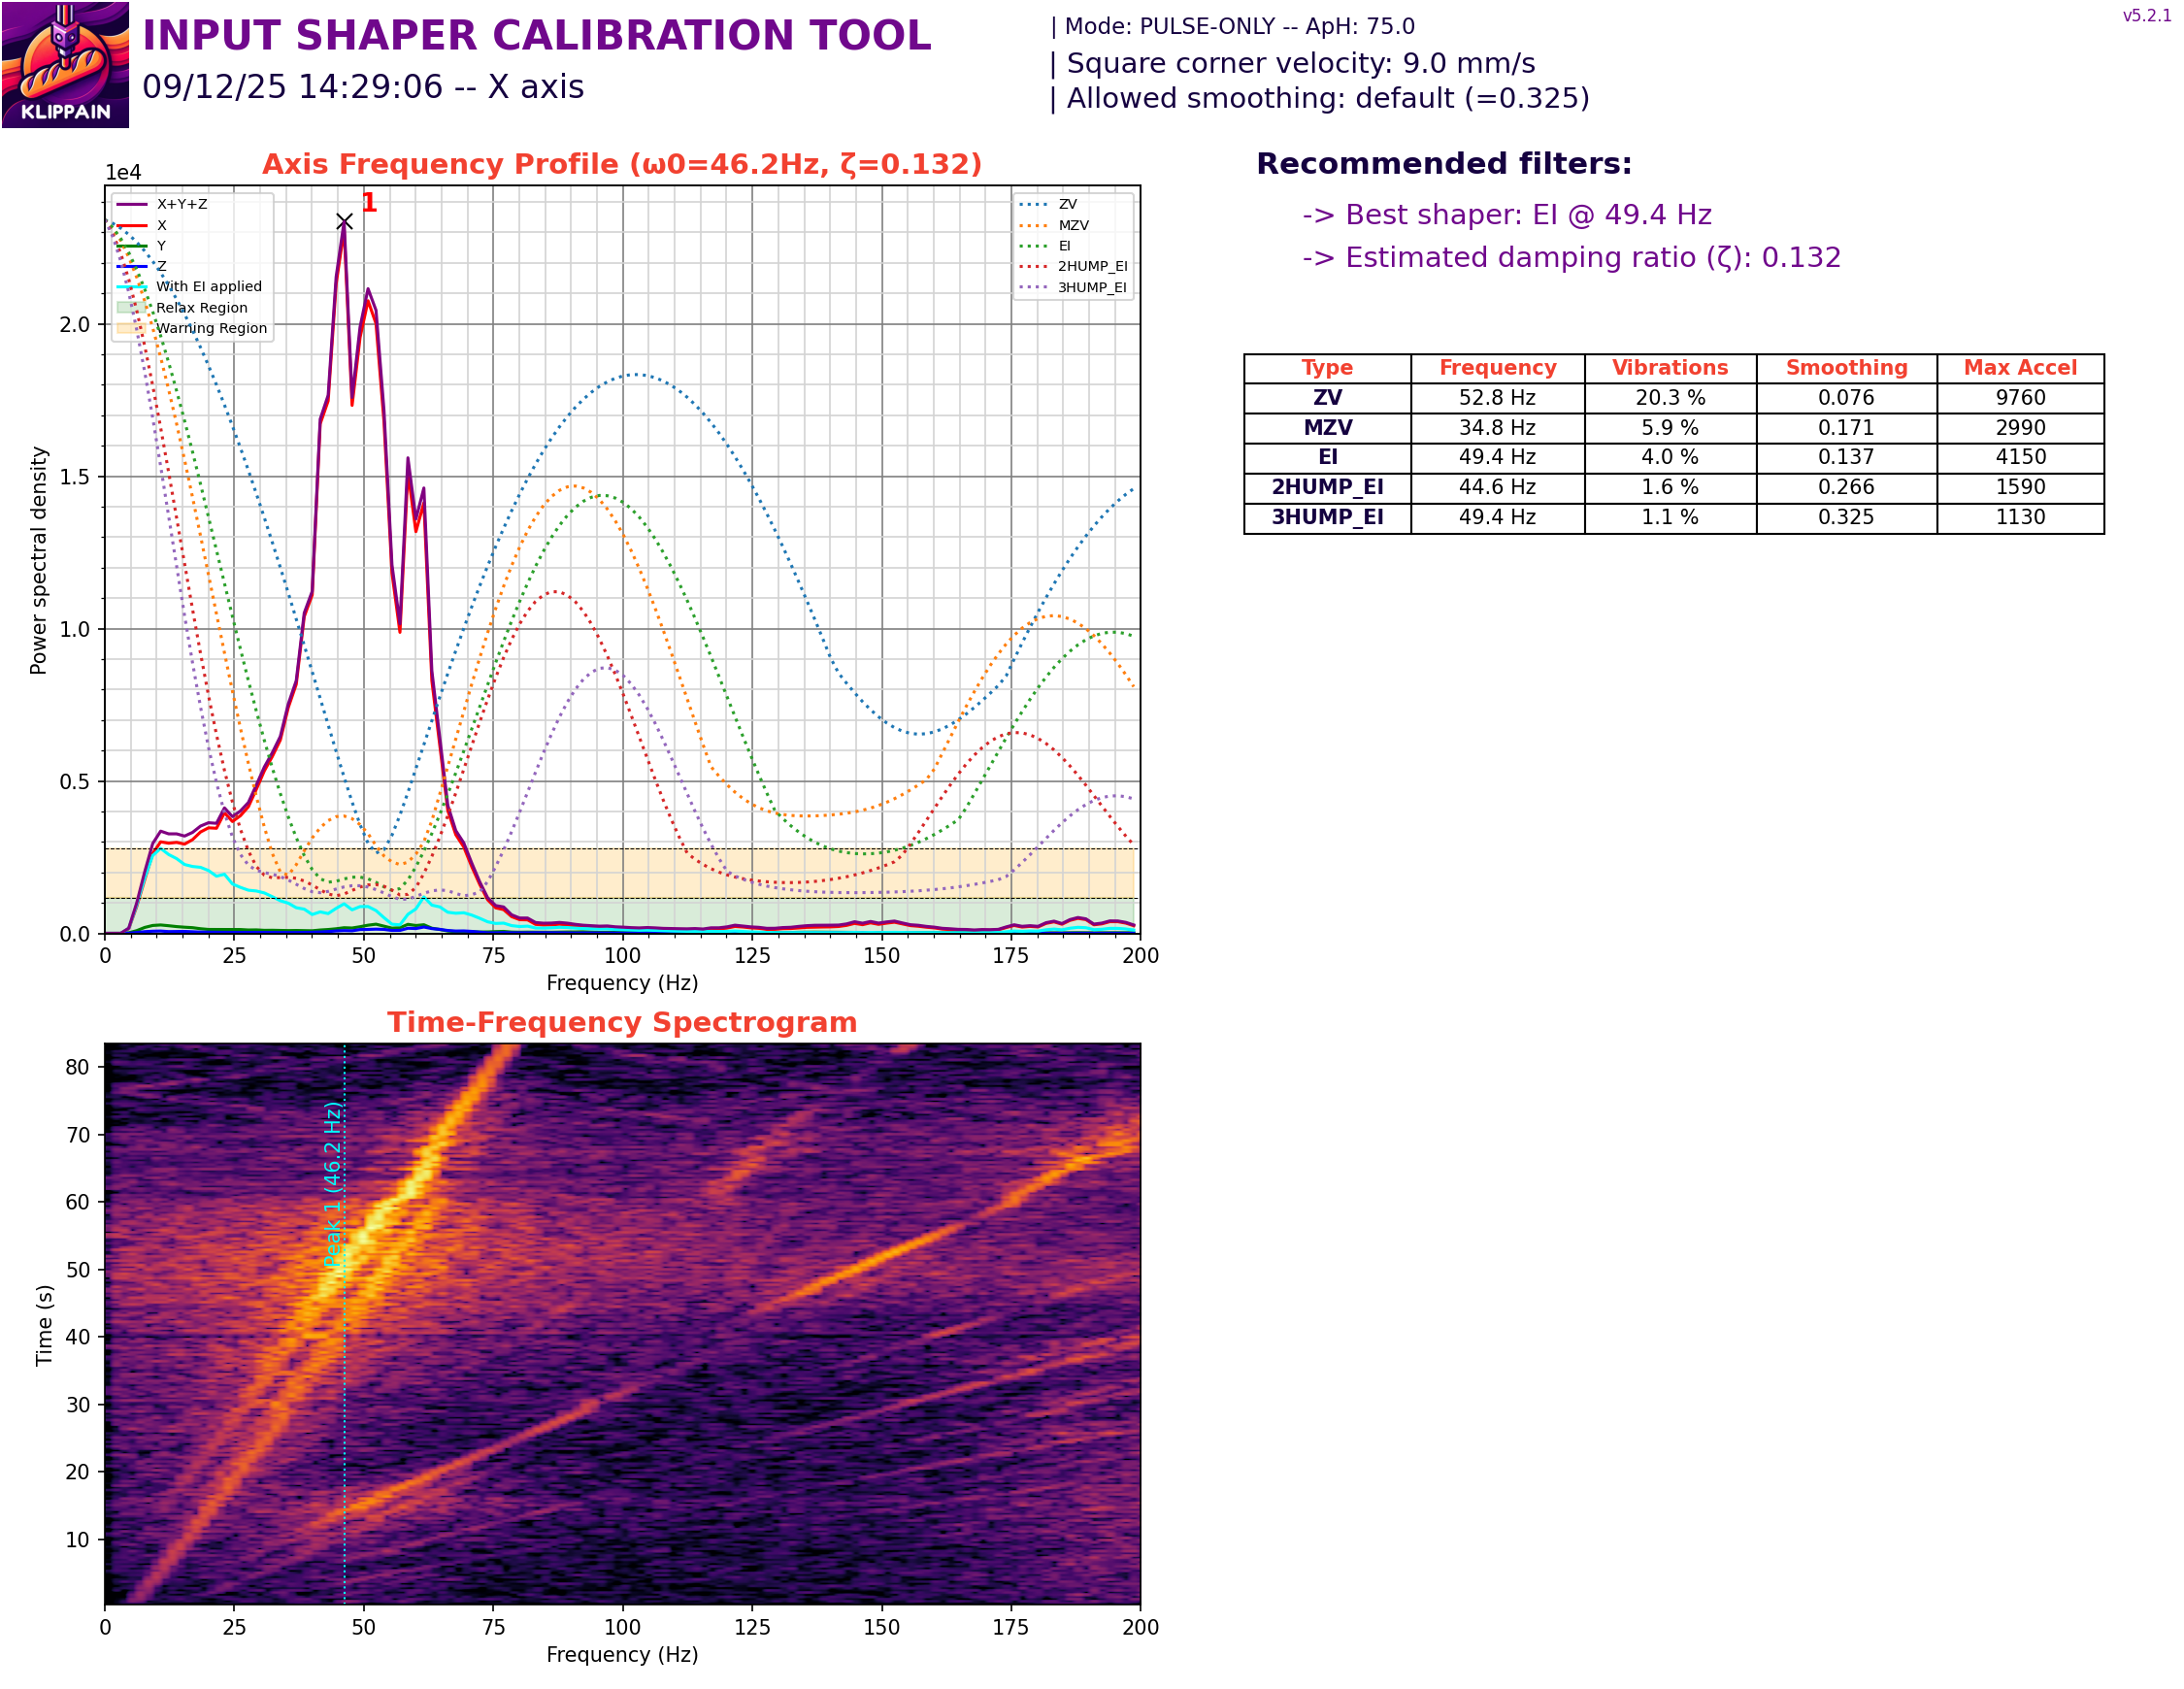 KLIPPAIN
INPUT SHAPER CALIBRATION TOOL
09/12/25 14:29:06 -- X axis
| Mode: PULSE-ONLY -- ApH: 75.0
| Square corner velocity: 9.0 mm/s
| Allowed smoothing: default (=0.325)
v5.2.1
Axis Frequency Profile (ω0=46.2Hz, ζ=0.132)
1e4
X+Y+Z
X
Y
Z
With EI applied
Relax Region
Warning Region
1
ZV
MZV
EI
2HUMP_EI
3HUMP_EI
Power spectral density
2.0
1.5
1.0
0.5
0.0
0 25 50 75 100 125 150 175 200
Frequency (Hz)
Recommended filters:
-> Best shaper: EI @ 49.4 Hz
-> Estimated damping ratio (ζ): 0.132
Type Frequency Vibrations Smoothing Max Accel
ZV 52.8 Hz 20.3 % 0.076 9760
MZV 34.8 Hz 5.9 % 0.171 2990
EI 49.4 Hz 4.0 % 0.137 4150
2HUMP_EI 44.6 Hz 1.6 % 0.266 1590
3HUMP_EI 49.4 Hz 1.1 % 0.325 1130
Time-Frequency Spectrogram
Peak 1 (46.2 Hz)
Time (s)
80
70
60
50
40
30
20
10
0 25 50 75 100 125 150 175 200
Frequency (Hz)